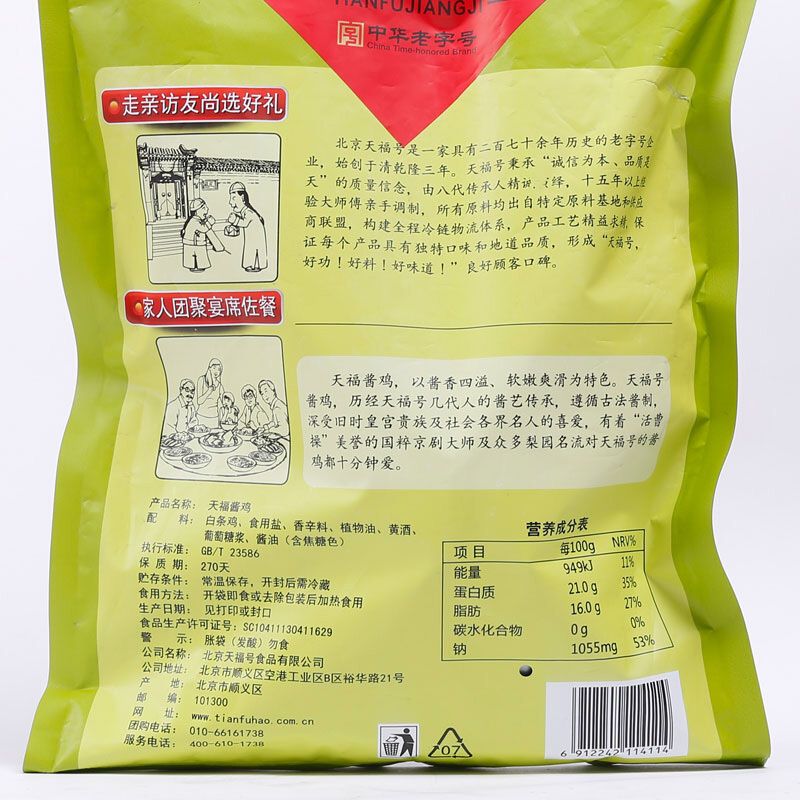 TIANFUJIANGJI
中华老字号
China Time-honored Brand
走亲访友尚选好礼
北京天福号是一家具有二百七十余年历史的老字号企
业，始创于清乾隆三年。天福号秉承“诚信为本、品质是
天”的质量信念，由八代传承人精诚 绎，十五年以上经
验大师傅亲手调制，所有原料均出自特定原料基地和供应
商联盟，构建全程冷链物流体系，产品工艺精益求精，保
证每个产品具有独特口味和地道品质，形成“天福号，
好功！好料！好味道！”良好顾客口碑。
家人团聚宴席佐餐
天福酱鸡，以酱香四溢、软嫩爽滑为特色。天福号
酱鸡，历经天福号几代人的酱艺传承，遵循古法酱制，
深受旧时皇宫贵族及社会各界名人的喜爱，有着“活曹
操”美誉的国粹京剧大师及众多梨园名流对天福号的酱
鸡都十分钟爱。
产品名称：天福酱鸡
配 料：白条鸡、食用盐、香辛料、植物油、黄酒、
葡萄糖浆、酱油（含焦糖色）
执行标准：GB/T 23586
保 质 期：270天
贮存条件：常温保存，开封后需冷藏
食用方法：开袋即食或去除包装后加热食用
生产日期：见打印或封口
食品生产许可证号：SC10411130411629
警 示：胀袋（发酸）勿食
公司名称：北京天福号食品有限公司
公司地址：北京市顺义区空港工业区B区裕华路21号
产 地：北京市顺义区
邮 编：101300
网 址：www.tianfuhao.com.cn
团购电话：010-66161738
服务电话：400-610-1738
营养成分表
项目 每100g NRV%
能量 949kJ 11%
蛋白质 21.0 g 35%
脂肪 16.0 g 27%
碳水化合物 0 g 0%
钠 1055mg 53%
07
6 912242 114114